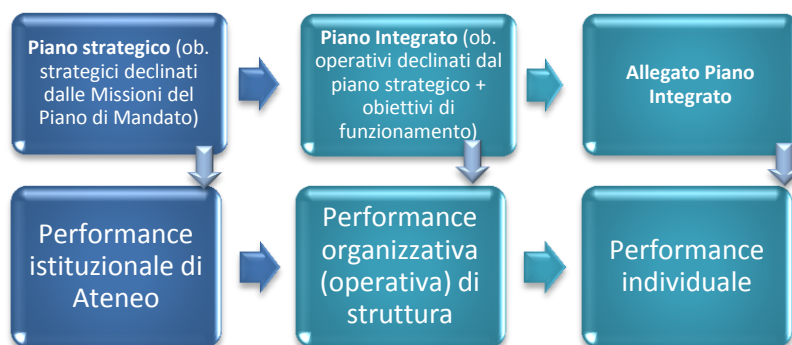 Piano strategico (ob.
strategici declinati
dalle Missioni del
Piano di Mandato)
Piano Integrato (ob.
operativi declinati dal
piano strategico +
obiettivi di
funzionamento)
Allegato Piano
Integrato
Performance
istituzionale di
Ateneo
Performance
organizzativa
(operativa) di
struttura
Performance
individuale